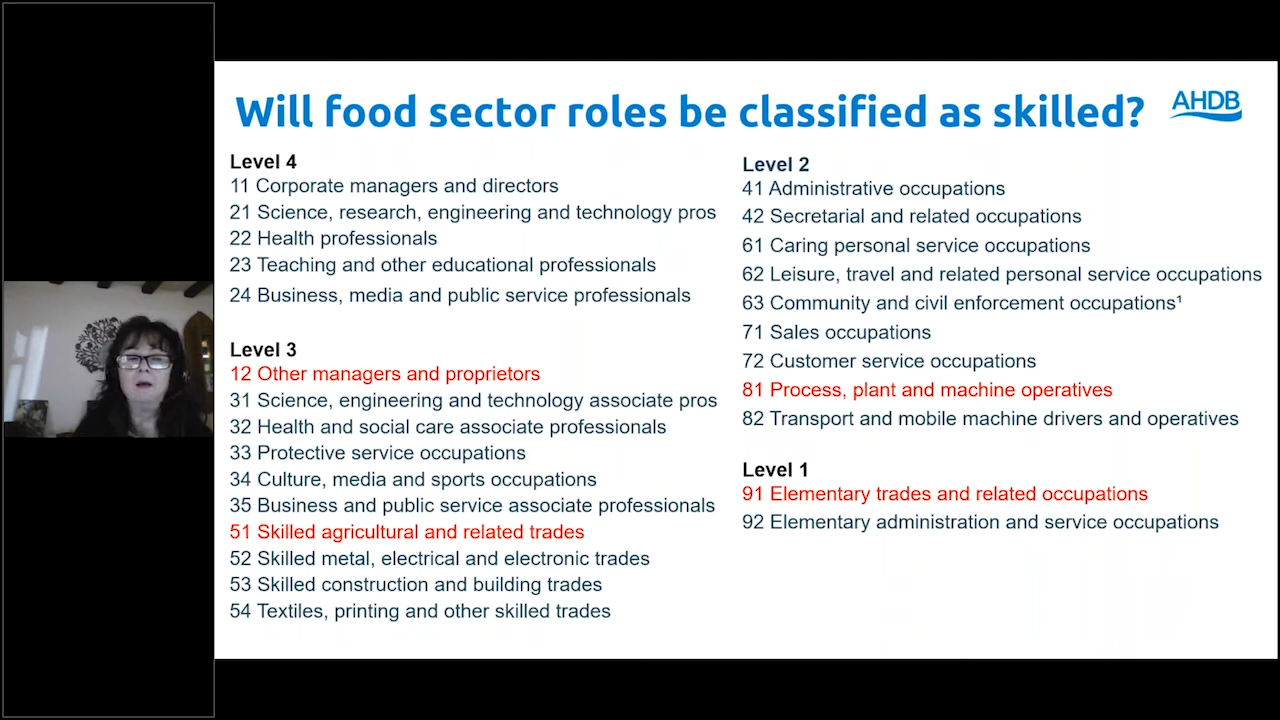 Will food sector roles be classified as skilled?
AHDB
Level 4
11 Corporate managers and directors
21 Science, research, engineering and technology pros
22 Health professionals
23 Teaching and other educational professionals
24 Business, media and public service professionals
Level 3
12 Other managers and proprietors
31 Science, engineering and technology associate pros
32 Health and social care associate professionals
33 Protective service occupations
34 Culture, media and sports occupations
35 Business and public service associate professionals
51 Skilled agricultural and related trades
52 Skilled metal, electrical and electronic trades
53 Skilled construction and building trades
54 Textiles, printing and other skilled trades
Level 2
41 Administrative occupations
42 Secretarial and related occupations
61 Caring personal service occupations
62 Leisure, travel and related personal service occupations
63 Community and civil enforcement occupations¹
71 Sales occupations
72 Customer service occupations
81 Process, plant and machine operatives
82 Transport and mobile machine drivers and operatives
Level 1
91 Elementary trades and related occupations
92 Elementary administration and service occupations